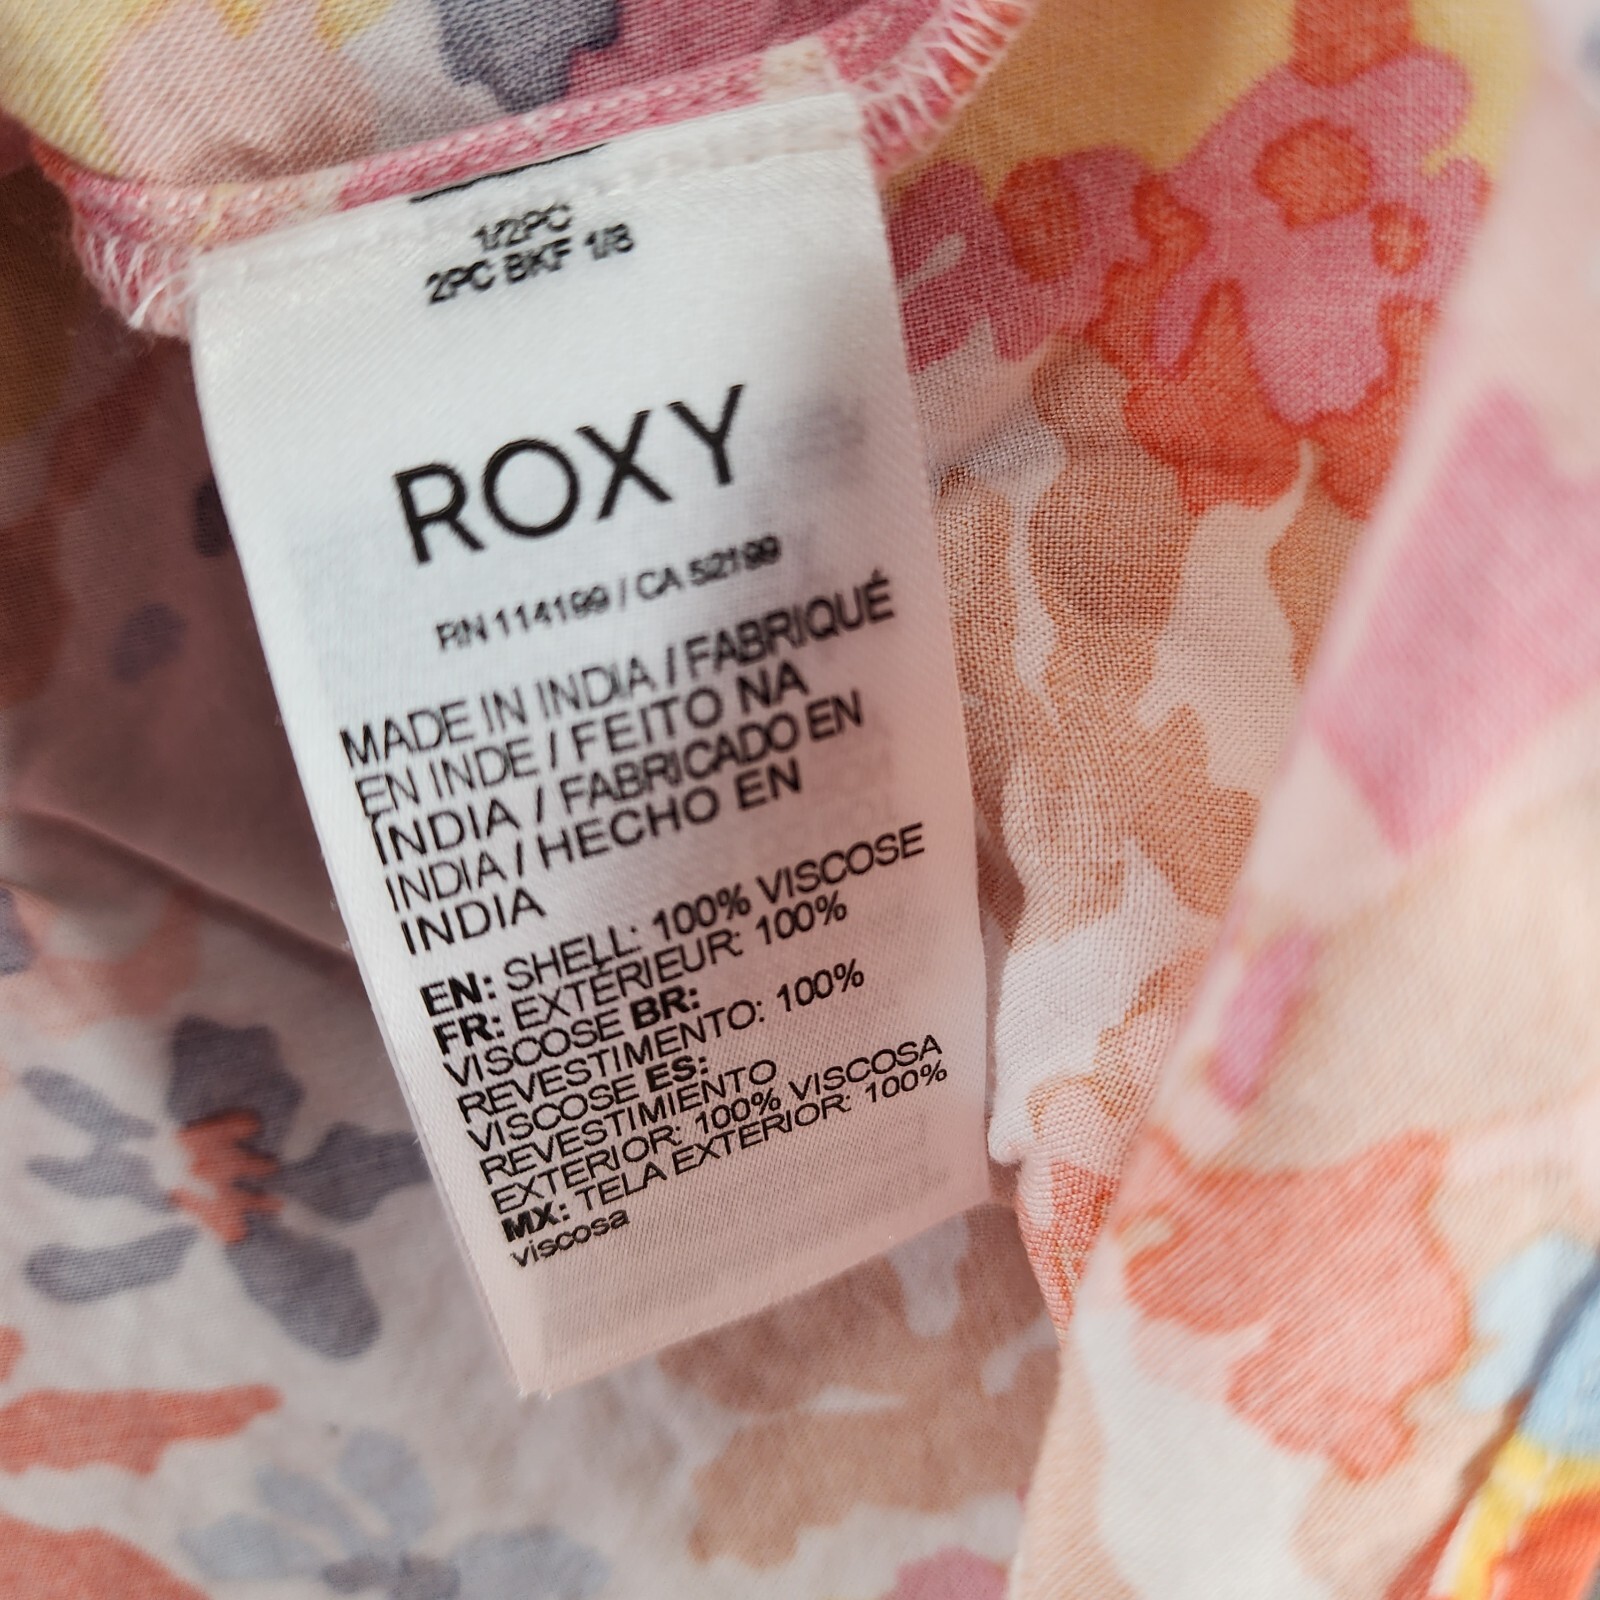 1/2PC
2PC BKF 1/8
ROXY
RN 114199 / CA 52199
MADE IN INDIA / FABRIQUÉ
EN INDE / FEITO NA
ÍNDIA / FABRICADO EN
INDIA / HECHO EN
INDIA
EN: SHELL: 100% VISCOSE
FR: EXTÉRIEUR: 100%
VISCOSE BR:
REVESTIMENTO: 100%
VISCOSE ES:
REVESTIMIENTO
EXTERIOR: 100% VISCOSA
MX: TELA EXTERIOR: 100%
viscosa